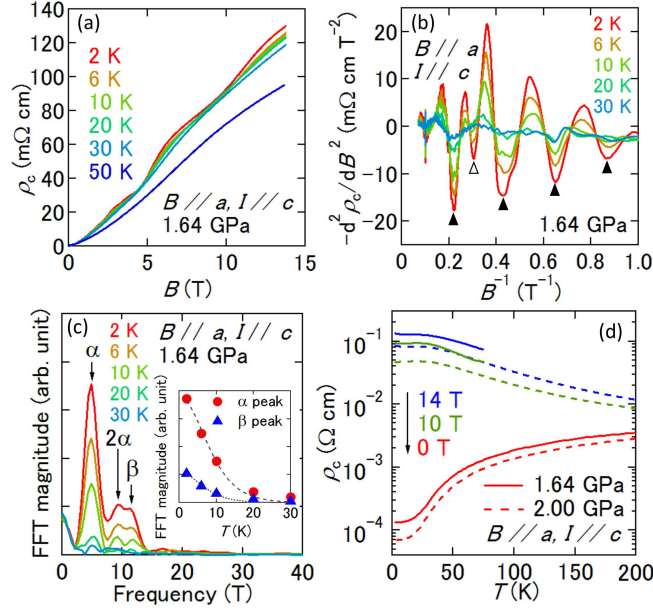 (a)
ρc (mΩ cm)
140
120
100
80
60
40
20
0
2 K
6 K
10 K
20 K
30 K
50 K
B // a, I // c
1.64 GPa
0
5
10
15
B (T)
(b)
-d² ρc/dB² (mΩ cm T⁻²)
20
10
0
-10
-20
B // a
I // c
2 K
6 K
10 K
20 K
30 K
1.64 GPa
0.0
0.2
0.4
0.6
0.8
1.0
B⁻¹ (T⁻¹)
(c)
FFT magnitude (arb. unit)
2 K
6 K
10 K
20 K
30 K
B // a, I // c
1.64 GPa
α
2α
β
FFT magnitude (arb. unit)
α peak
β peak
0
10
20
30
T (K)
0
10
20
30
40
Frequency (T)
(d)
ρc (Ω cm)
10⁻¹
10⁻²
10⁻³
10⁻⁴
14 T
10 T
0 T
1.64 GPa
2.00 GPa
B // a, I // c
0
50
100
150
200
T (K)